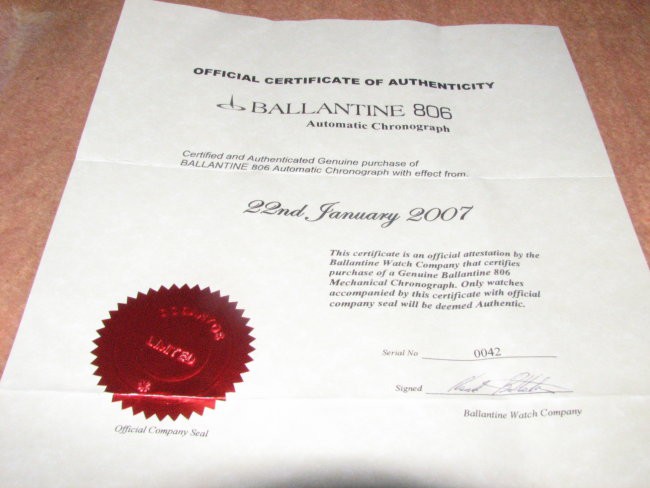 OFFICIAL CERTIFICATE OF AUTHENTICITY
BALLANTINE 806
Automatic Chronograph
Certified and Authenticated Genuine purchase of
BALLANTINE 806 Automatic Chronograph with effect from.
22nd January 2007
This certificate is an official attestation by the
Ballantine Watch Company that certifies
purchase of a Genuine Ballantine 806
Mechanical Chronograph. Only watches
accompanied by this certificate with official
company seal will be deemed Authentic.
LIMITED
Serial No 0042
Signed
Ballantine Watch Company
Official Company Seal